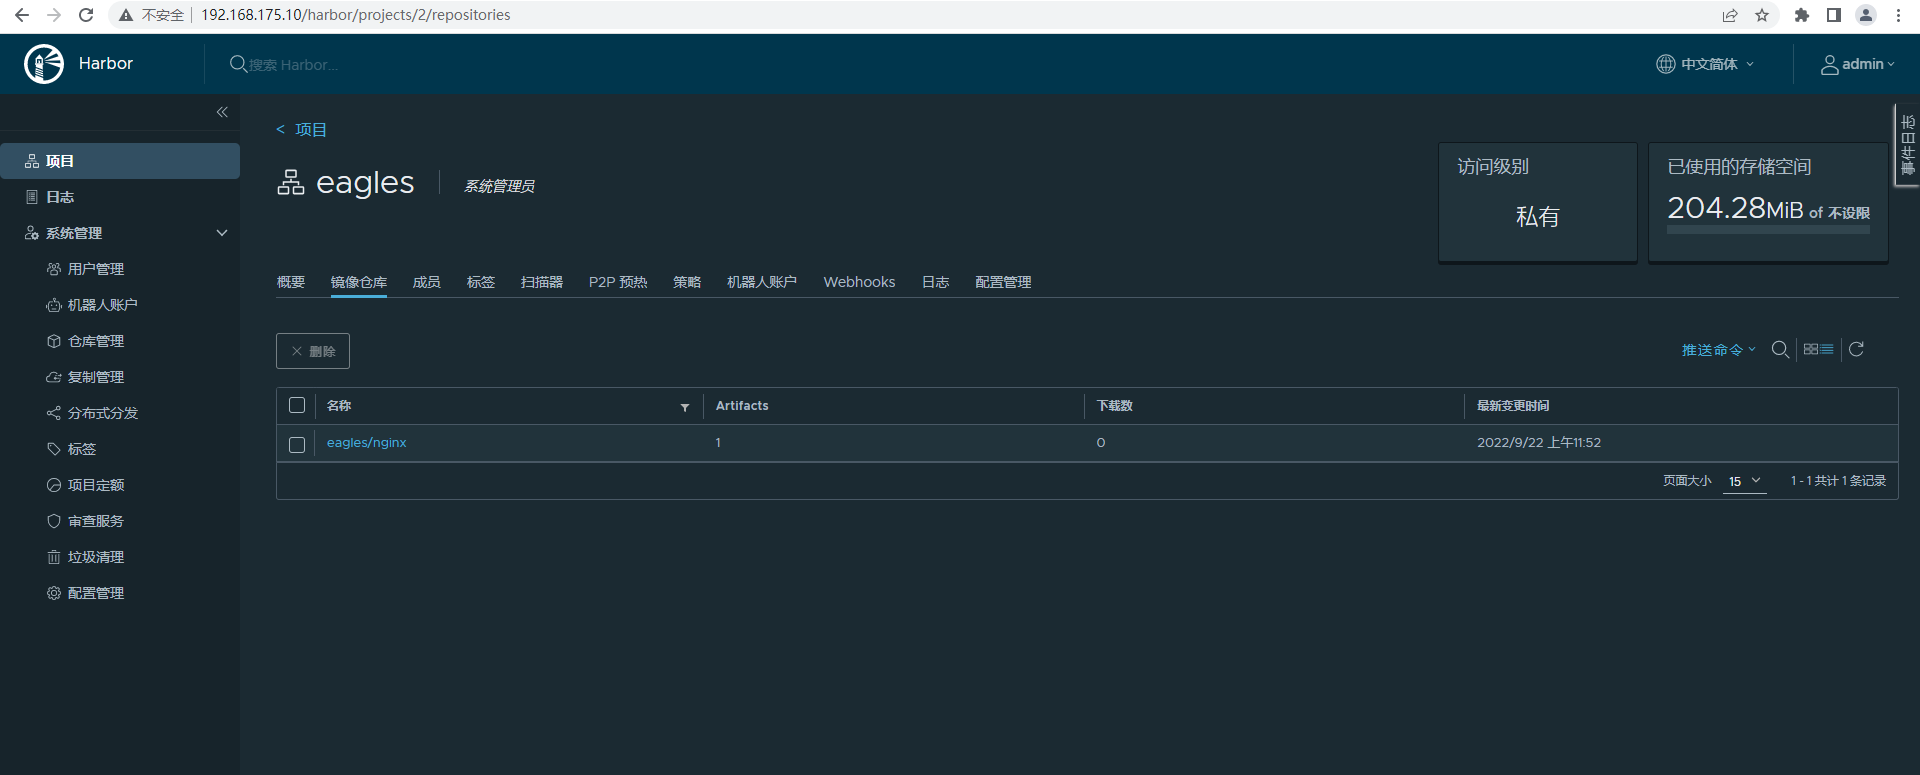 不安全
192.168.175.10/harbor/projects/2/repositories
Harbor
搜索 Harbor...
中文简体
admin
项目
日志
系统管理
用户管理
机器人账户
仓库管理
复制管理
分布式分发
标签
项目定额
审查服务
垃圾清理
配置管理
< 项目
eagles
系统管理员
访问级别
私有
已使用的存储空间
204.28MiB of 不设限
事件日志
概要 镜像仓库 成员 标签 扫描器 P2P 预热 策略 机器人账户 Webhooks 日志 配置管理
删除
推送命令
名称 Artifacts 下载数 最新变更时间
eagles/nginx 1 0 2022/9/22 上午11:52
页面大小 15 1 - 1 共计 1 条记录